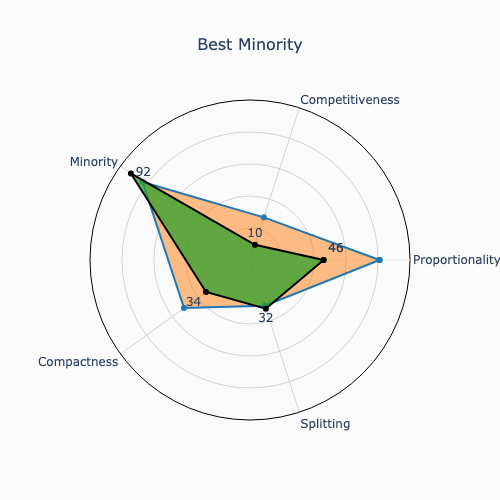 Best Minority
Competitiveness
Minority
92
10
46
Proportionality
34
32
Compactness
Splitting